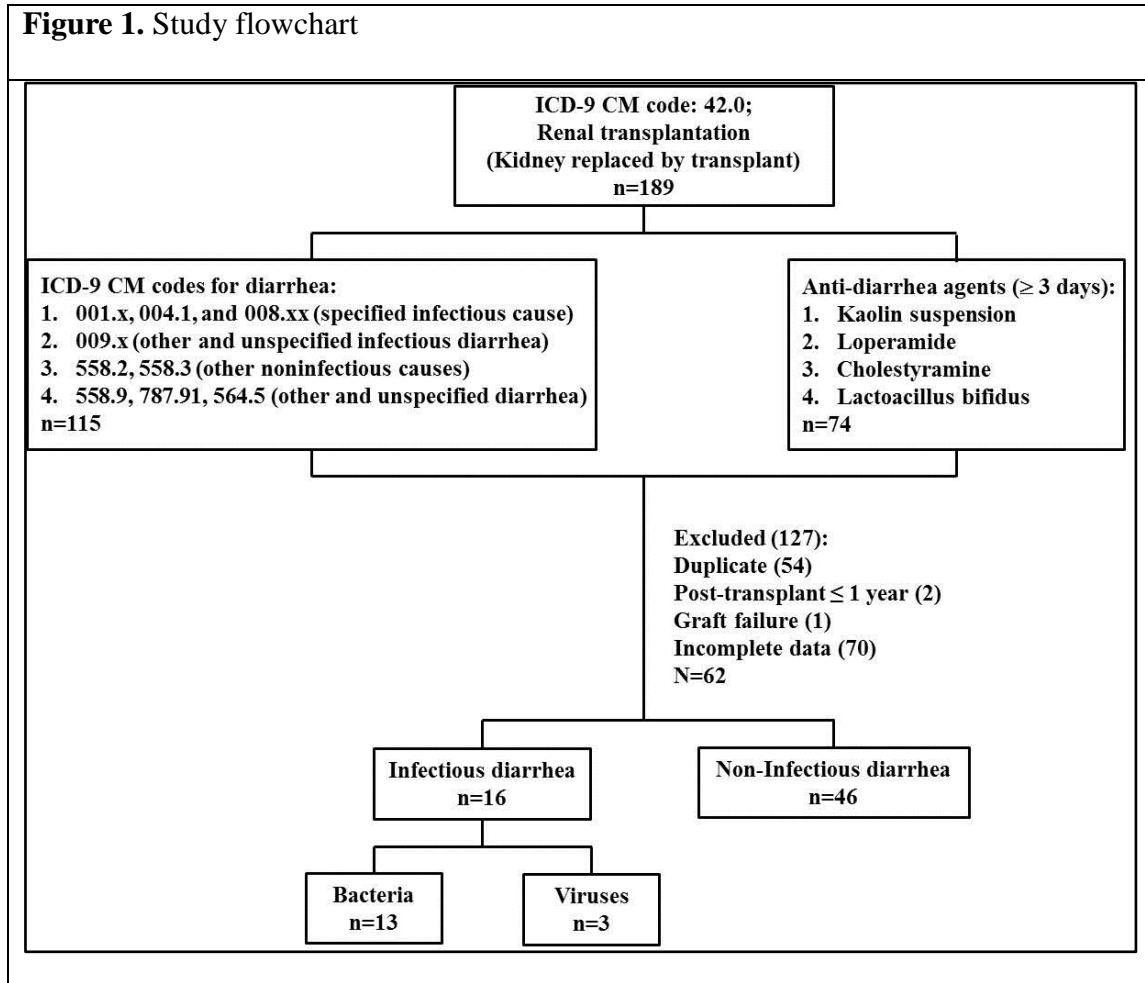 Figure 1. Study flowchart
ICD-9 CM code: 42.0;
Renal transplantation
(Kidney replaced by transplant)
n=189
ICD-9 CM codes for diarrhea:
1. 001.x, 004.1, and 008.xx (specified infectious cause)
2. 009.x (other and unspecified infectious diarrhea)
3. 558.2, 558.3 (other noninfectious causes)
4. 558.9, 787.91, 564.5 (other and unspecified diarrhea)
n=115
Anti-diarrhea agents (≥ 3 days):
1. Kaolin suspension
2. Loperamide
3. Cholestyramine
4. Lactoacillus bifidus
n=74
Excluded (127):
Duplicate (54)
Post-transplant ≤ 1 year (2)
Graft failure (1)
Incomplete data (70)
N=62
Infectious diarrhea
n=16
Non-Infectious diarrhea
n=46
Bacteria
n=13
Viruses
n=3